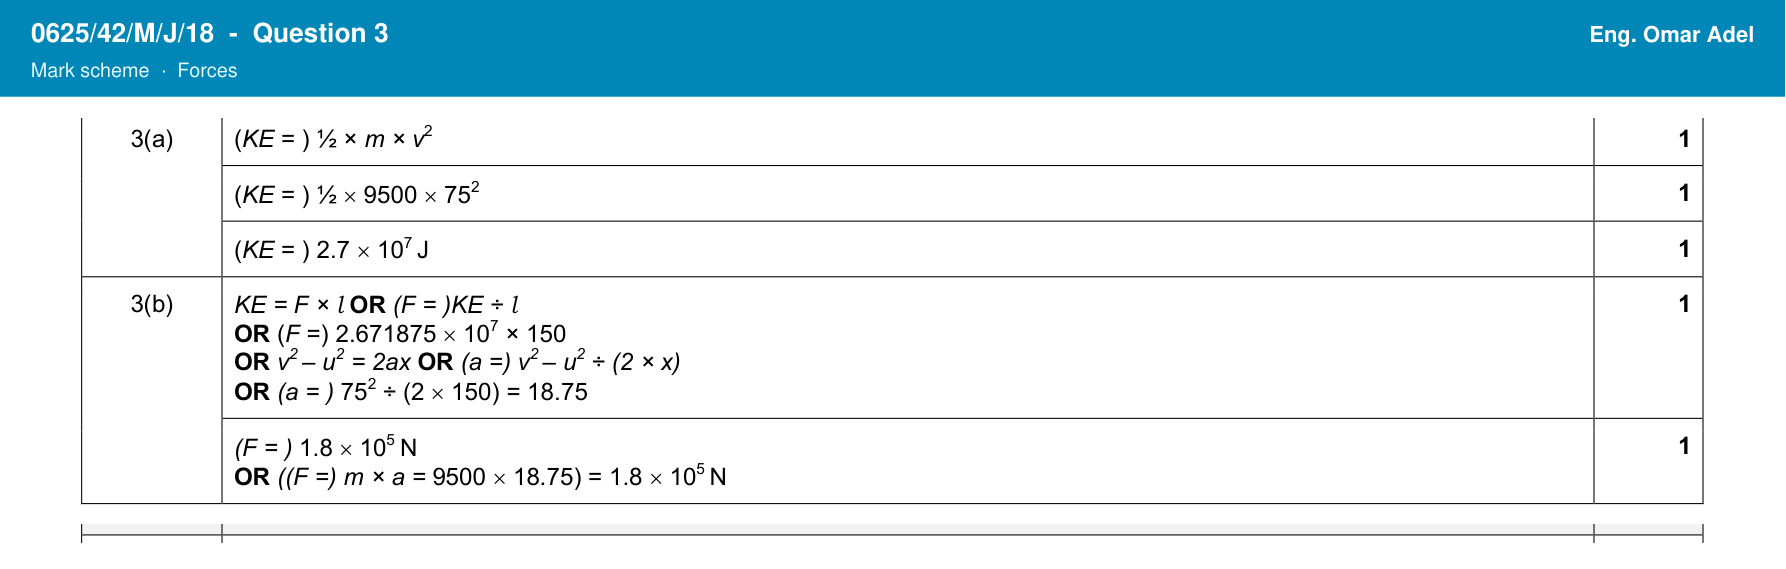 0625/42/M/J/18 - Question 3
Eng. Omar Adel
Mark scheme · Forces
3(a) (KE = ) ½ × m × v² 1
(KE = ) ½ × 9500 × 75² 1
(KE = ) 2.7 × 10⁷ J 1
3(b) KE = F × l OR (F = )KE ÷ l 1
OR (F =) 2.671875 × 10⁷ × 150
OR v² – u² = 2ax OR (a =) v² – u² ÷ (2 × x)
OR (a = ) 75² ÷ (2 × 150) = 18.75
(F = ) 1.8 × 10⁵ N 1
OR ((F =) m × a = 9500 × 18.75) = 1.8 × 10⁵ N